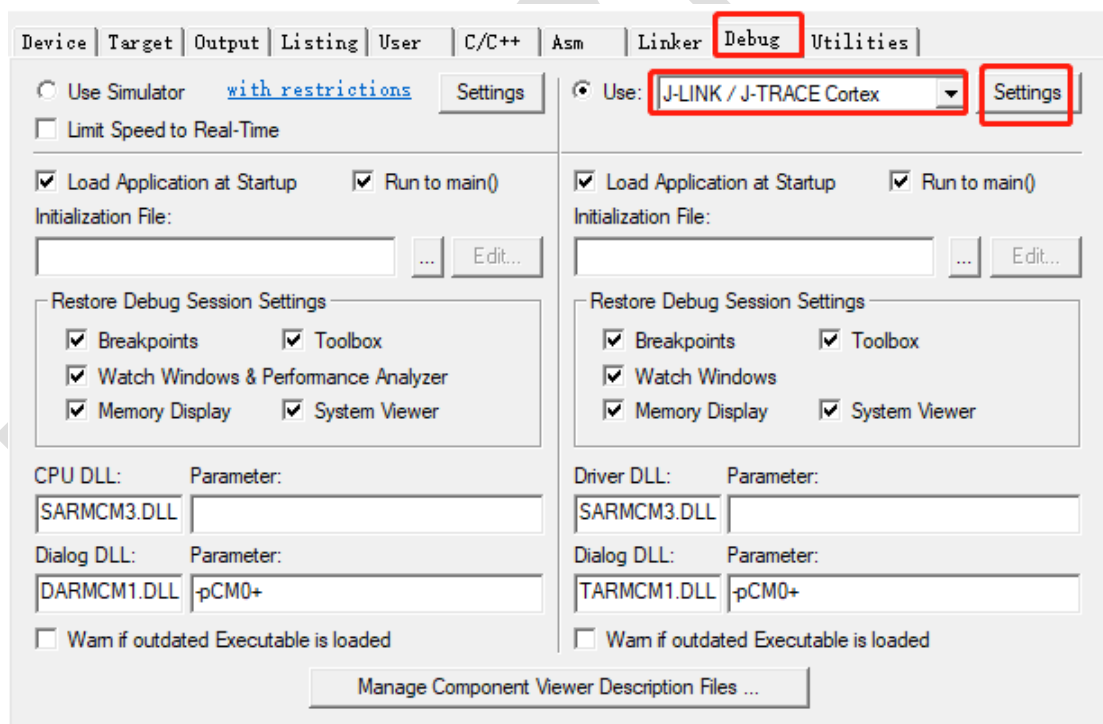 Device Target Output Listing User C/C++ Asm Linker Debug Utilities
Use Simulator with restrictions Settings
Limit Speed to Real-Time
Use: J-LINK / J-TRACE Cortex Settings
Load Application at Startup Run to main()
Initialization File:
... Edit...
Restore Debug Session Settings
Breakpoints Toolbox
Watch Windows & Performance Analyzer
Memory Display System Viewer
CPU DLL: Parameter:
SARMCM3.DLL
Dialog DLL: Parameter:
DARMCM1.DLL -pCM0+
Warn if outdated Executable is loaded
Load Application at Startup Run to main()
Initialization File:
... Edit...
Restore Debug Session Settings
Breakpoints Toolbox
Watch Windows
Memory Display System Viewer
Driver DLL: Parameter:
SARMCM3.DLL
Dialog DLL: Parameter:
TARMCM1.DLL -pCM0+
Warn if outdated Executable is loaded
Manage Component Viewer Description Files ...